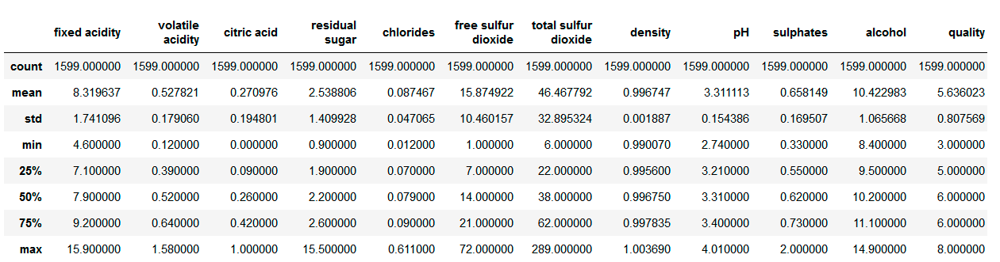 fixed acidity volatile acidity citric acid residual sugar chlorides free sulfur dioxide total sulfur dioxide density pH sulphates alcohol quality
count 1599.000000 1599.000000 1599.000000 1599.000000 1599.000000 1599.000000 1599.000000 1599.000000 1599.000000 1599.000000 1599.000000 1599.000000
mean 8.319637 0.527821 0.270976 2.538806 0.087467 15.874922 46.467792 0.996747 3.311113 0.658149 10.422983 5.636023
std 1.741096 0.179060 0.194801 1.409928 0.047065 10.460157 32.895324 0.001887 0.154386 0.169507 1.065668 0.807569
min 4.600000 0.120000 0.000000 0.900000 0.012000 1.000000 6.000000 0.990070 2.740000 0.330000 8.400000 3.000000
25% 7.100000 0.390000 0.090000 1.900000 0.070000 7.000000 22.000000 0.995600 3.210000 0.550000 9.500000 5.000000
50% 7.900000 0.520000 0.260000 2.200000 0.079000 14.000000 38.000000 0.996750 3.310000 0.620000 10.200000 6.000000
75% 9.200000 0.640000 0.420000 2.600000 0.090000 21.000000 62.000000 0.997835 3.400000 0.730000 11.100000 6.000000
max 15.900000 1.580000 1.000000 15.500000 0.611000 72.000000 289.000000 1.003690 4.010000 2.000000 14.900000 8.000000